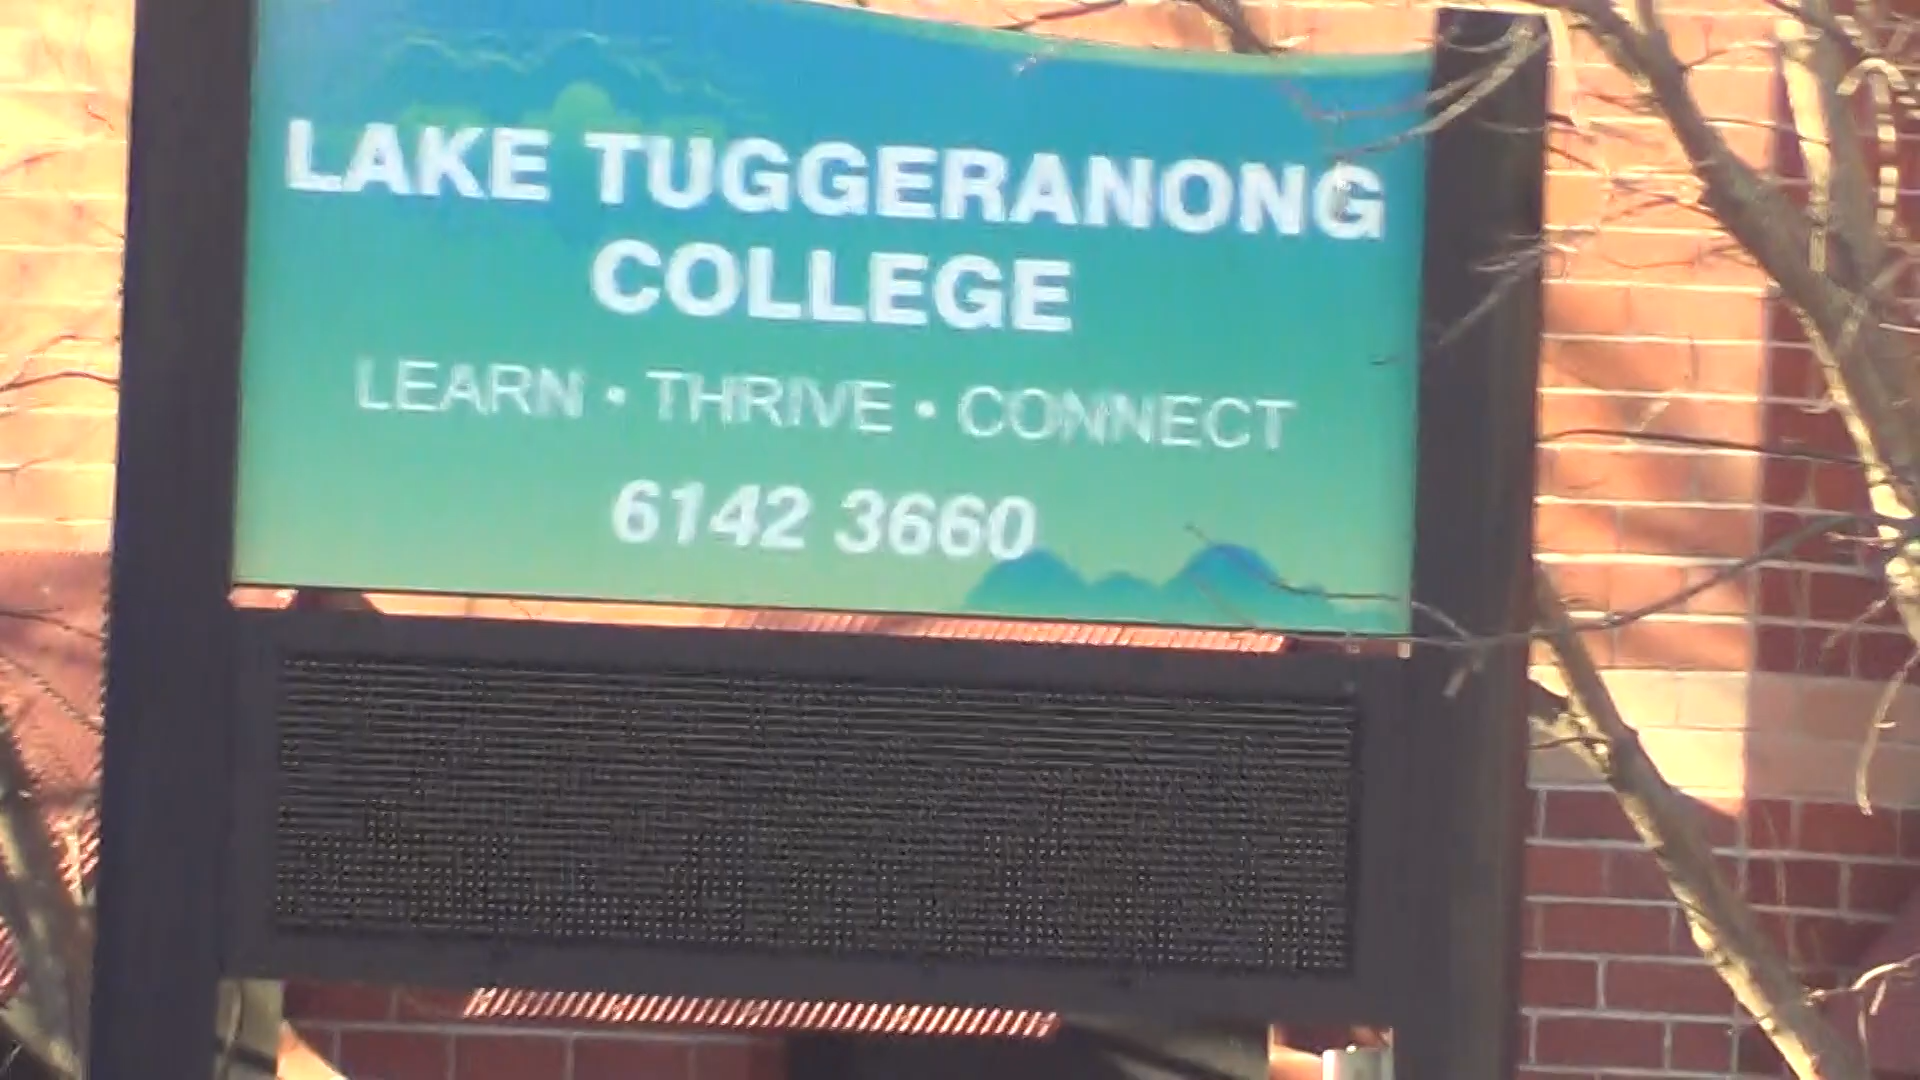 LAKE TUGGERANONG
COLLEGE
LEARN • THRIVE • CONNECT
6142 3660